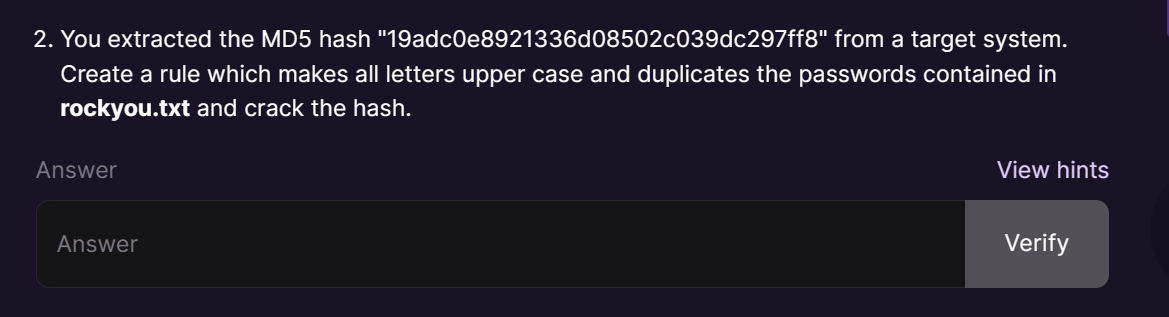 2. You extracted the MD5 hash "19adc0e8921336d08502c039dc297ff8" from a target system.
Create a rule which makes all letters upper case and duplicates the passwords contained in
rockyou.txt and crack the hash.
Answer
View hints
Answer
Verify